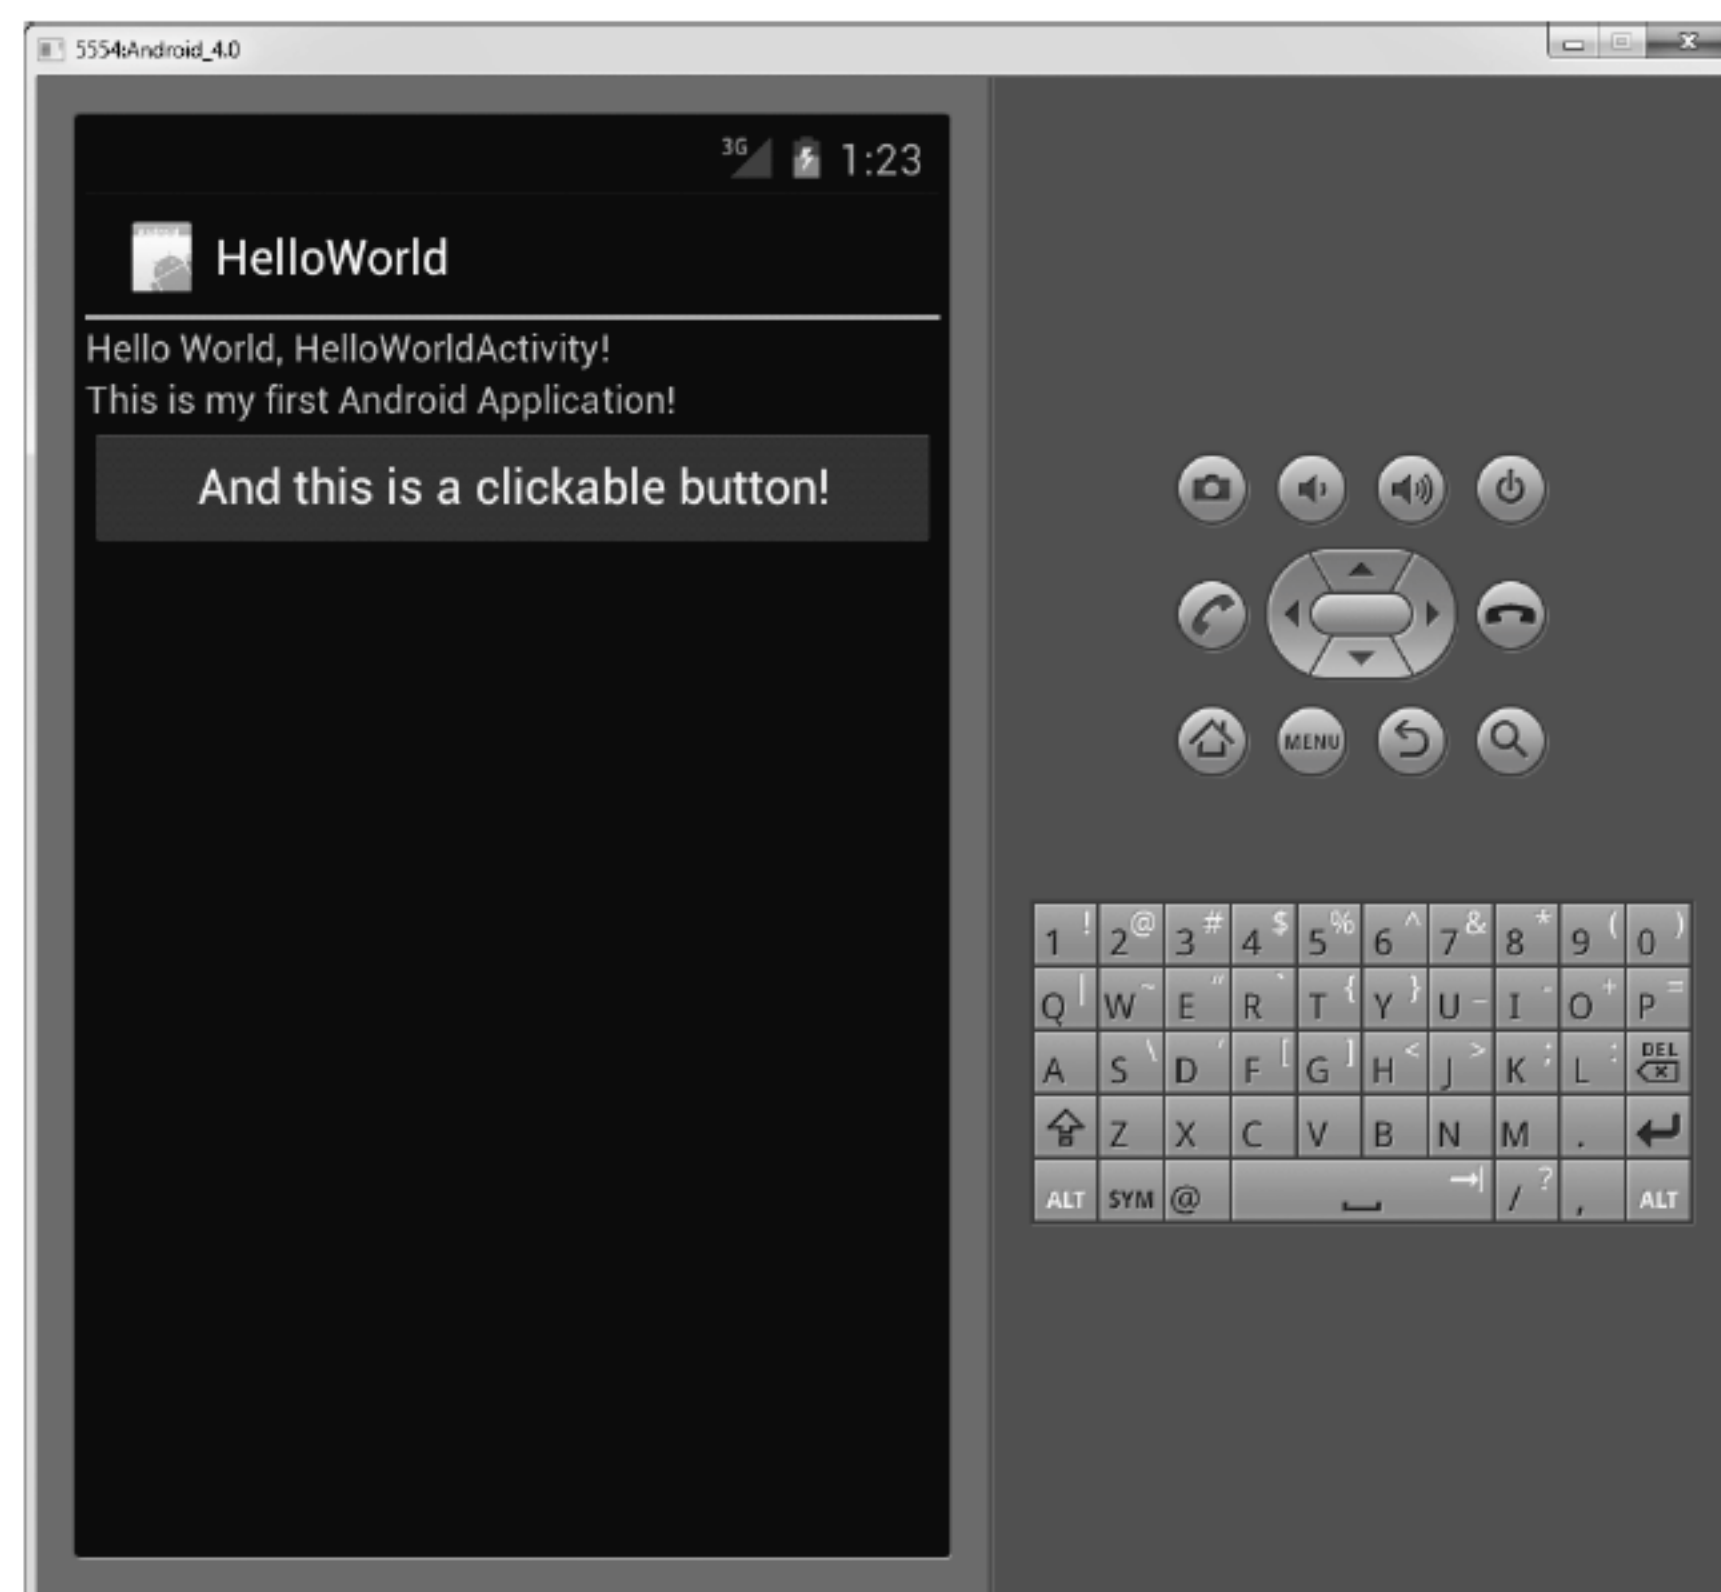 5554:Android_4.0
3G 1:23
HelloWorld
Hello World, HelloWorldActivity!
This is my first Android Application!
And this is a clickable button!
MENU
1 ! 2 @ 3 # 4 $ 5 % 6 ^ 7 & 8 * 9 ( 0 )
Q | W ~ E " R ` T { Y } U _ I - O + P =
A S \ D ' F [ G ] H < J > K ; L : DEL
Z X C V B N M .
ALT SYM @ / ? , ALT